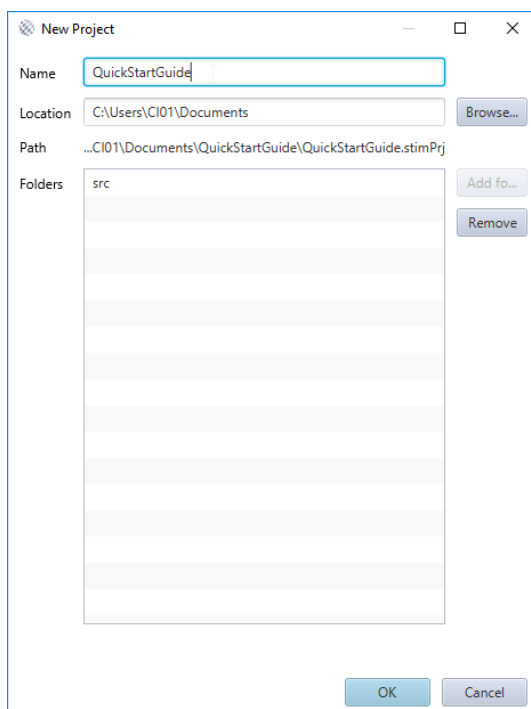 New Project
Name QuickStartGuide
Location C:\Users\CI01\Documents Browse...
Path ...CI01\Documents\QuickStartGuide\QuickStartGuide.stimPrj
Folders src Add fo...
Remove
OK Cancel